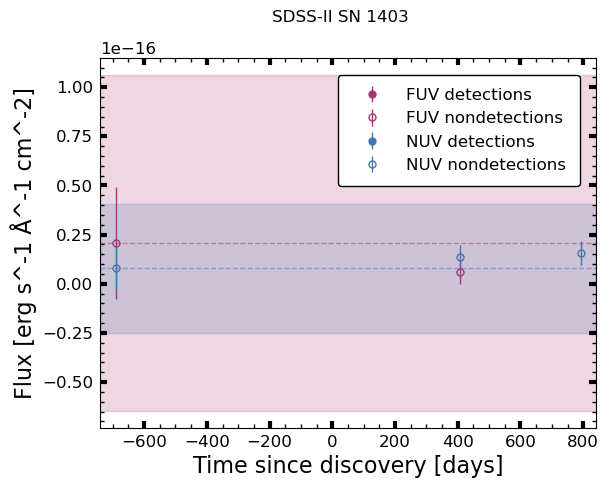 SDSS-II SN 1403
1e−16
FUV detections
FUV nondetections
NUV detections
NUV nondetections
1.00
0.75
0.50
0.25
0.00
−0.25
−0.50
Flux [erg s^-1 Å^-1 cm^-2]
−600 −400 −200 0 200 400 600 800
Time since discovery [days]